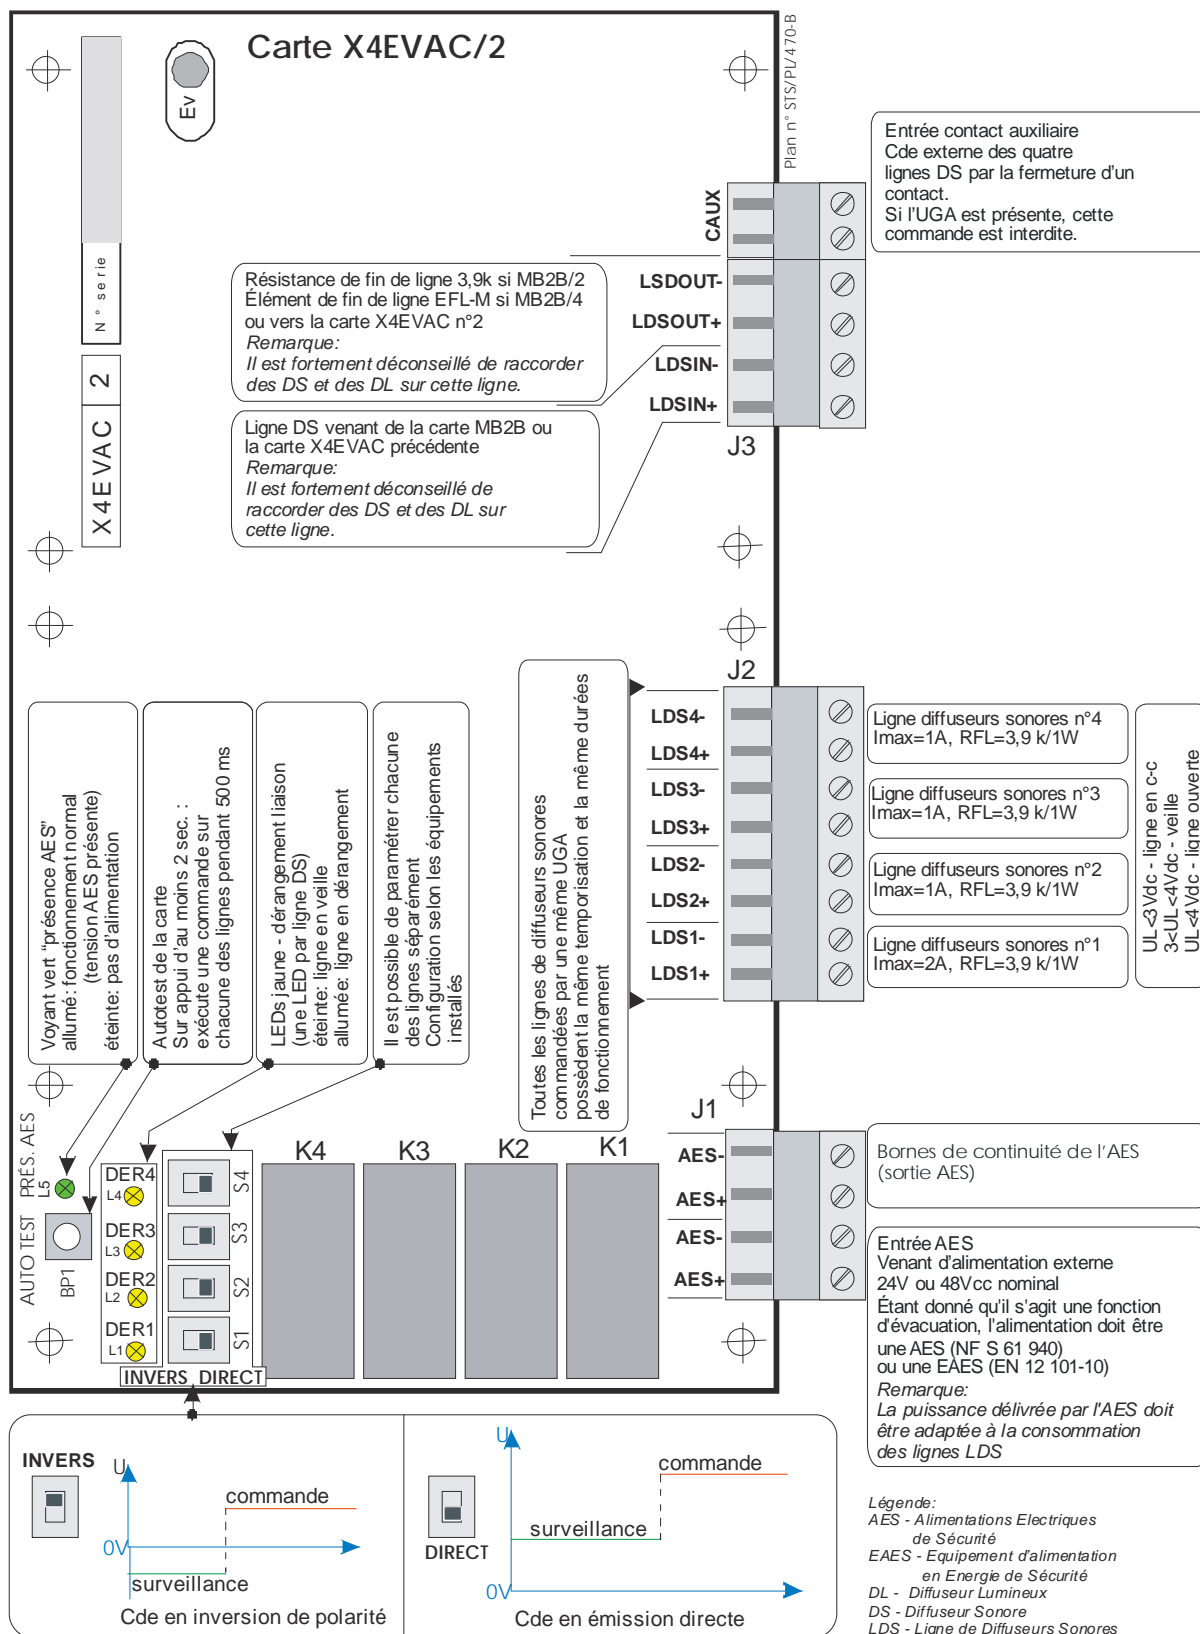 Carte X4EVAC/2
Ev
N° serie
X4EVAC 2
Plan n° STS/PL/470-B
Entrée contact auxiliaire
Cde externe des quatre
lignes DS par la fermeture d'un
contact.
Si l'UGA est présente, cette
commande est interdite.
CAUX
LSDOUT-
LDSOUT+
LDSIN-
LDSIN+
J3
Résistance de fin de ligne 3,9k si MB2B/2
Élément de fin de ligne EFL-M si MB2B/4
ou vers la carte X4EVAC n°2
Remarque:
Il est fortement déconseillé de raccorder
des DS et des DL sur cette ligne.
Ligne DS venant de la carte MB2B ou
la carte X4EVAC précédente
Remarque:
Il est fortement déconseillé de
raccorder des DS et des DL sur
cette ligne.
J2
LDS4-
LDS4+
LDS3-
LDS3+
LDS2-
LDS2+
LDS1-
LDS1+
Ligne diffuseurs sonores n°4
Imax=1A, RFL=3,9 k/1W
Ligne diffuseurs sonores n°3
Imax=1A, RFL=3,9 k/1W
Ligne diffuseurs sonores n°2
Imax=1A, RFL=3,9 k/1W
Ligne diffuseurs sonores n°1
Imax=2A, RFL=3,9 k/1W
UL<3Vdc - ligne en c-c
3<UL<4Vdc - veille
UL<4Vdc - ligne ouverte
Voyant vert "présence AES"
allumé: fonctionnement normal
(tension AES présente)
éteinte: pas d'alimentation
Autotest de la carte
Sur appui d'au moins 2 sec. :
exécute une commande sur
chacune des lignes pendant 500 ms
LEDs jaune - dérangement liaison
(une LED par ligne DS)
éteinte: ligne en veille
allumée: ligne en dérangement
Il est possible de paramétrer chacune
des lignes séparément
Configuration selon les équipements
installés
Toutes les lignes de diffuseurs sonores
commandées par une même UGA
possèdent la même temporisation et la même durées
de fonctionnement
J1
AES-
AES+
AES-
AES+
Bornes de continuité de l'AES
(sortie AES)
Entrée AES
Venant d'alimentation externe
24V ou 48Vcc nominal
Étant donné qu'il s'agit une fonction
d'évacuation, l'alimentation doit être
une AES (NF S 61 940)
ou une EAES (EN 12 101-10)
Remarque:
La puissance délivrée par l'AES doit
être adaptée à la consommation
des lignes LDS
PRÉS. AES
L5
AUTO TEST
BP1
DER4
L4
DER3
L3
DER2
L2
DER1
L1
S4
S3
S2
S1
K4
K3
K2
K1
INVERS DIRECT
INVERS
U
0V
commande
surveillance
Cde en inversion de polarité
DIRECT
U
0V
commande
surveillance
Cde en émission directe
Légende:
AES - Alimentations Electriques
de Sécurité
EAES - Equipement d'alimentation
en Energie de Sécurité
DL - Diffuseur Lumineux
DS - Diffuseur Sonore
LDS - Ligne de Diffuseurs Sonores